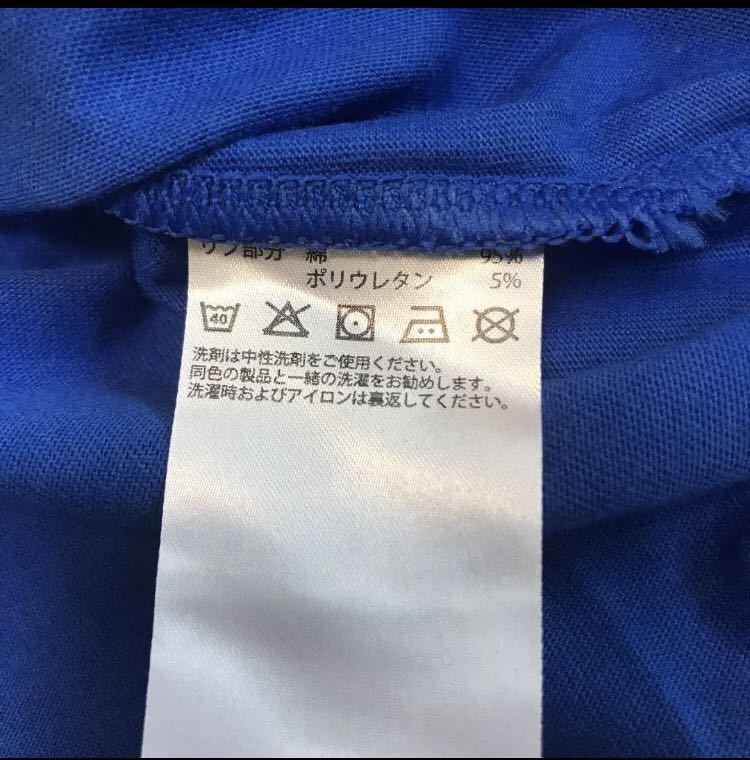 リブ部分 綿 95%
ポリウレタン 5%
40
洗剤は中性洗剤をご使用ください。
同色の製品と一緒の洗濯をお勧めします。
洗濯時およびアイロンは裏返してください。